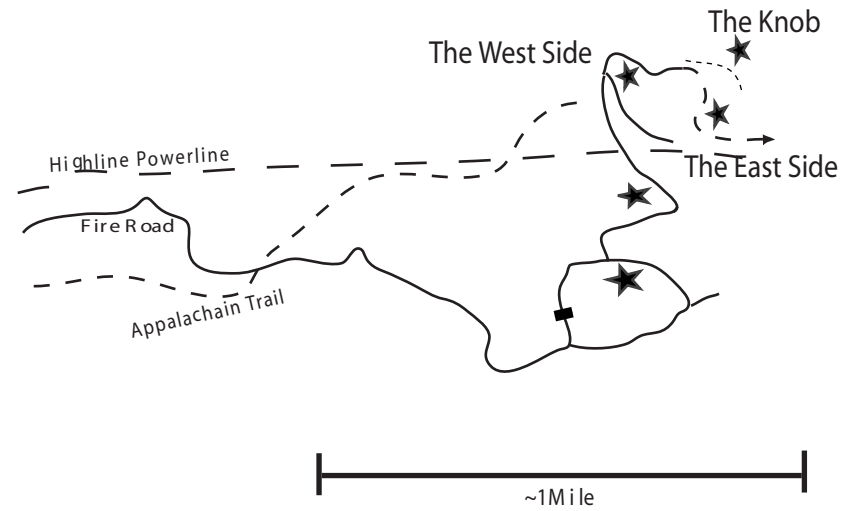 The Knob
The West Side
Highline Powerline
The East Side
Fire Road
Appalachain Trail
~1Mile